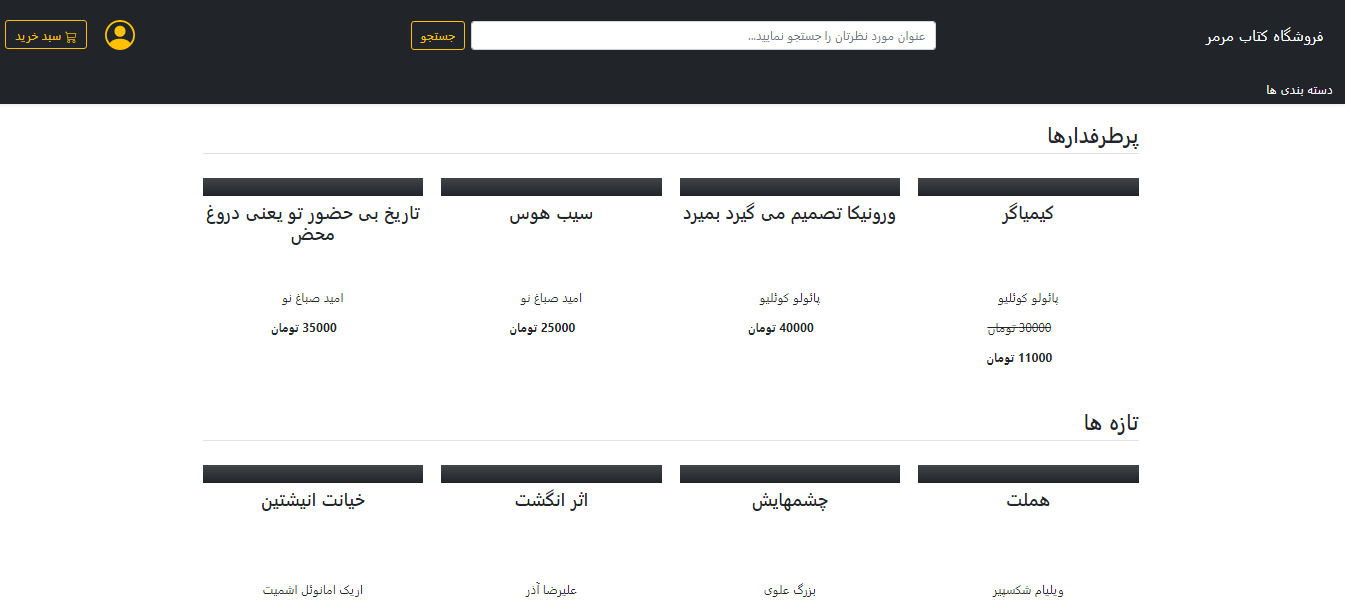 فروشگاه کتاب مرمر
عنوان مورد نظرتان را جستجو نمایید...
جستجو
سبد خرید
دسته بندی ها
پرطرفدارها
کیمیاگر
ورونیکا تصمیم می گیرد بمیرد
سیب هوس
تاریخ بی حضور تو یعنی دروغ
محض
پائولو کوئلیو
پائولو کوئلیو
امید صباغ نو
امید صباغ نو
30000 تومان
40000 تومان
25000 تومان
35000 تومان
11000 تومان
تازه ها
هملت
چشمهایش
اثر انگشت
خیانت انیشتین
ویلیام شکسپیر
بزرگ علوی
علیرضا آذر
اریک امانوئل اشمیت